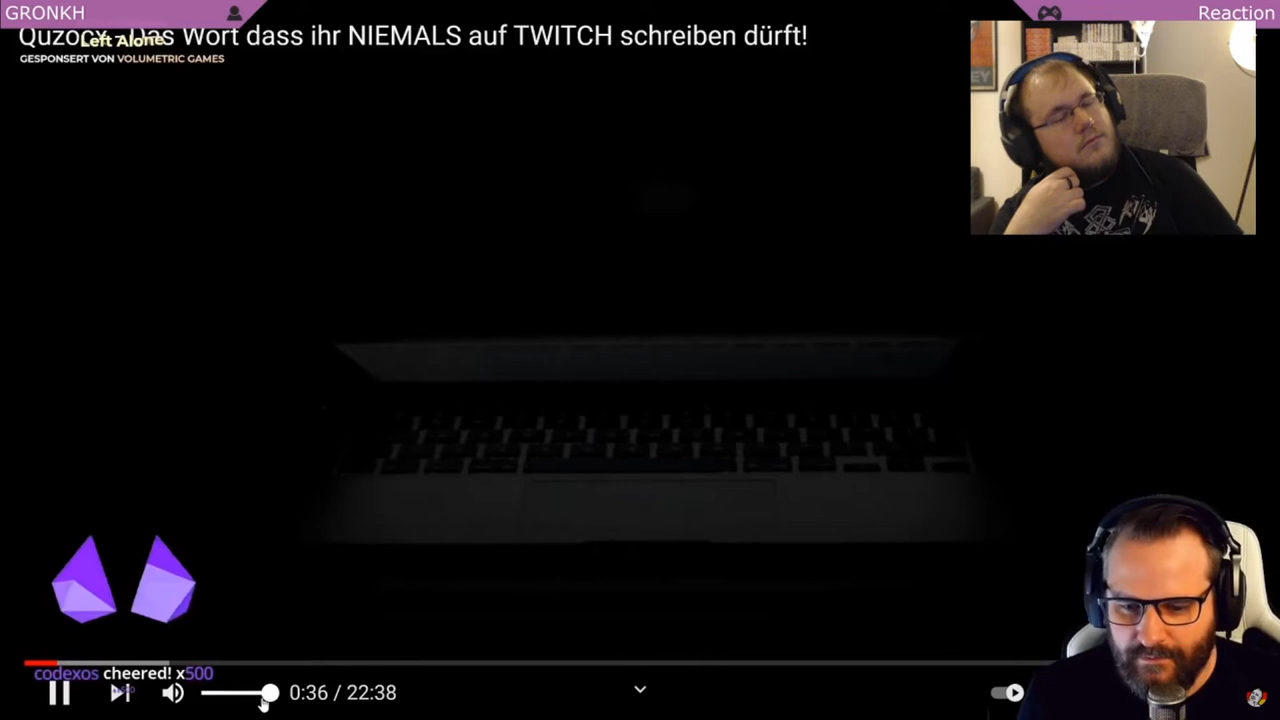 GRONKH
Reaction
Quzocy - Das Wort dass ihr NIEMALS auf TWITCH schreiben dürft!
Left Alone
GESPONSERT VON VOLUMETRIC GAMES
codexos cheered! x500
0:36 / 22:38